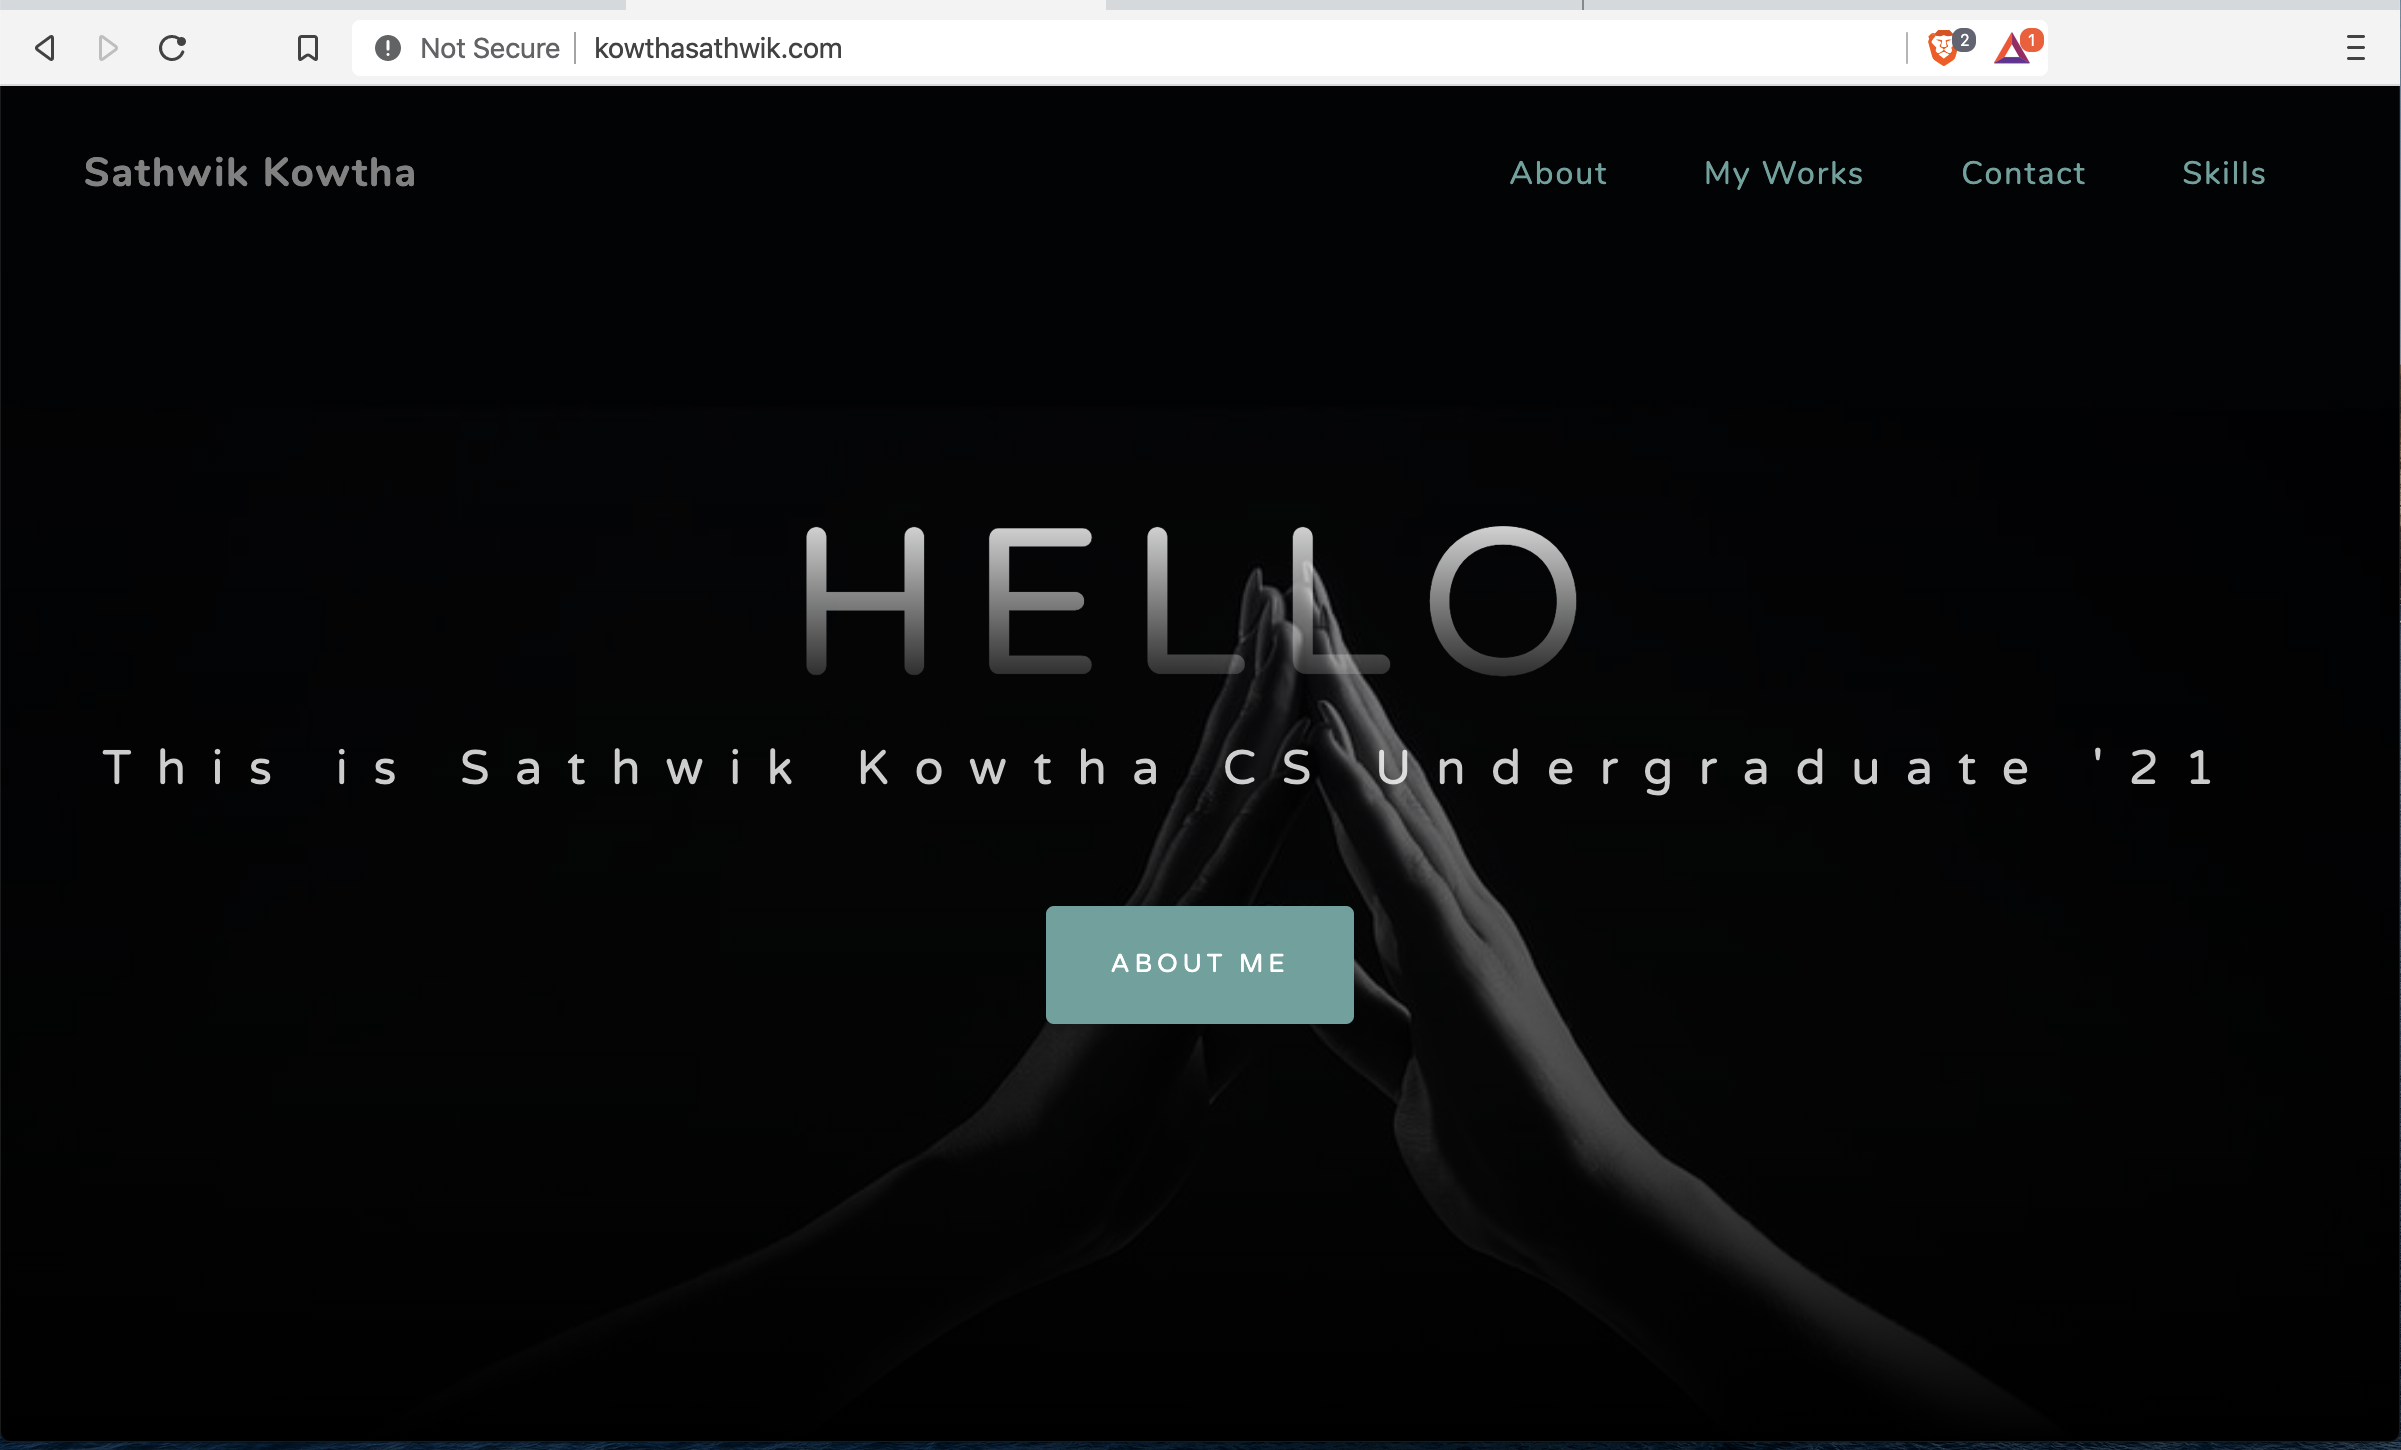 Not Secure kowthasathwik.com 2 1
Sathwik Kowtha About My Works Contact Skills
HELLO
This is Sathwik Kowtha CS Undergraduate '21
ABOUT ME